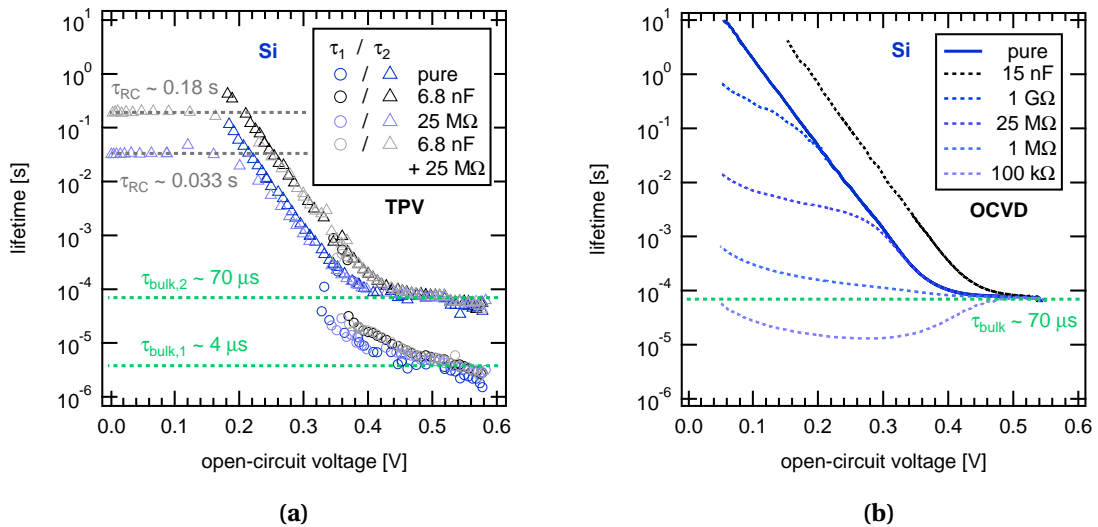 Si
τ1 / τ2
/ pure
/ 6.8 nF
/ 25 MΩ
/ 6.8 nF
+ 25 MΩ
TPV
τRC ~ 0.18 s
τRC ~ 0.033 s
τbulk,2 ~ 70 µs
τbulk,1 ~ 4 µs
lifetime [s]
10^1
10^0
10^-1
10^-2
10^-3
10^-4
10^-5
10^-6
0.0 0.1 0.2 0.3 0.4 0.5 0.6
open-circuit voltage [V]
(a)
Si
pure
15 nF
1 GΩ
25 MΩ
1 MΩ
100 kΩ
OCVD
τbulk ~ 70 µs
lifetime [s]
10^1
10^0
10^-1
10^-2
10^-3
10^-4
10^-5
10^-6
0.0 0.1 0.2 0.3 0.4 0.5 0.6
open-circuit voltage [V]
(b)